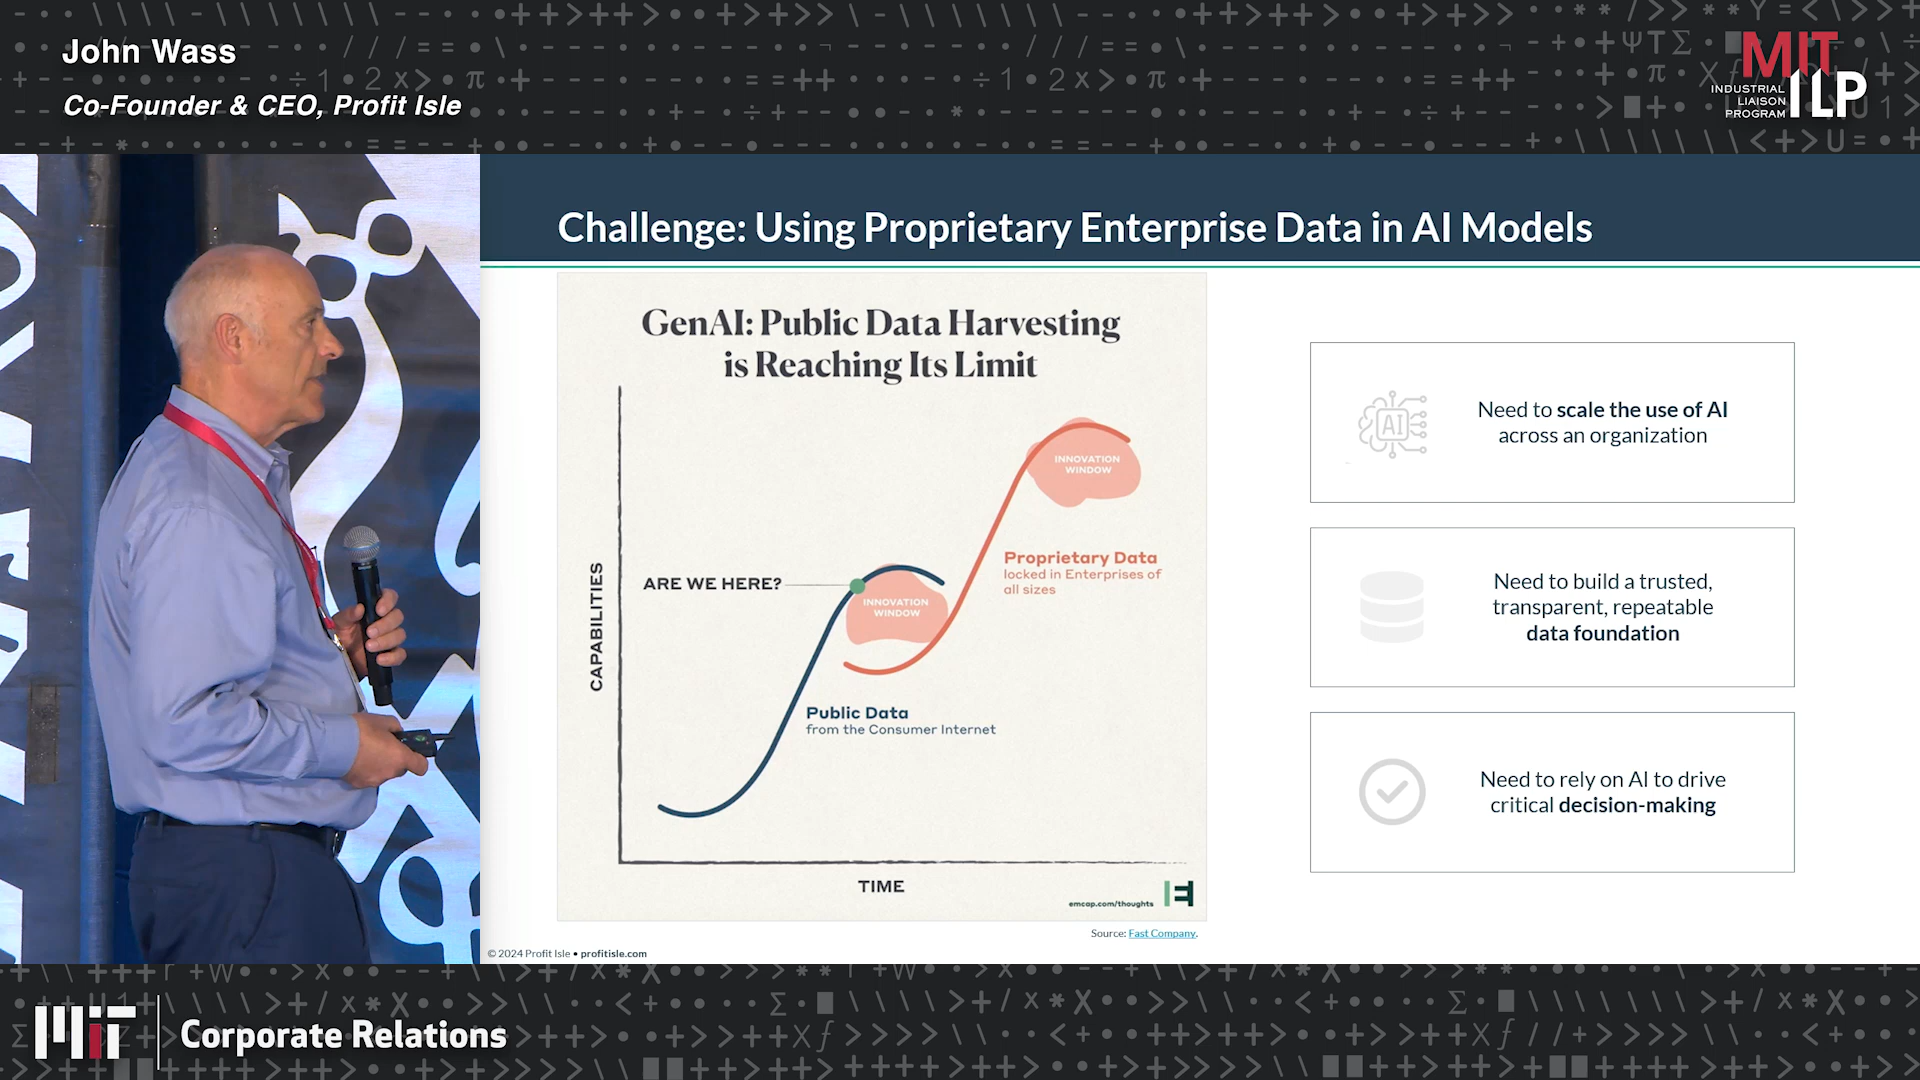 John Wass
Co-Founder & CEO, Profit Isle
MIT
INDUSTRIAL
LIAISON
PROGRAM
ILP
Challenge: Using Proprietary Enterprise Data in AI Models
GenAI: Public Data Harvesting
is Reaching Its Limit
CAPABILITIES
ARE WE HERE?
INNOVATION
WINDOW
INNOVATION
WINDOW
Proprietary Data
locked in Enterprises of
all sizes
Public Data
from the Consumer Internet
TIME
emcap.com/thoughts
Source: Fast Company.
AI
Need to scale the use of AI
across an organization
Need to build a trusted,
transparent, repeatable
data foundation
Need to rely on AI to drive
critical decision-making
© 2024 Profit Isle • profitisle.com
MIT
Corporate Relations